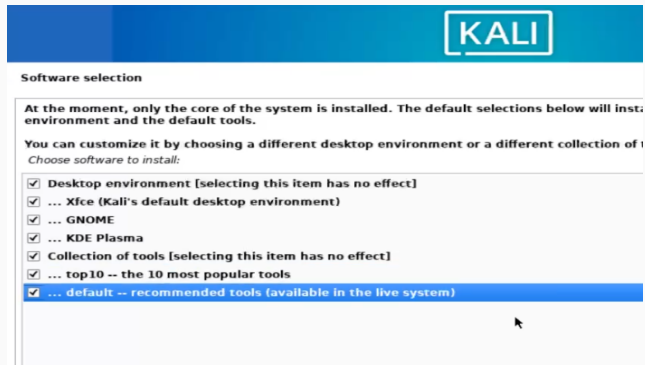 KALI
Software selection
At the moment, only the core of the system is installed. The default selections below will
environment and the default tools.
You can customize it by choosing a different desktop environment or a different collection of
Choose software to install:
Desktop environment [selecting this item has no effect]
... Xfce (Kali's default desktop environment)
... GNOME
... KDE Plasma
Collection of tools [selecting this item has no effect]
... top10 -- the 10 most popular tools
... default -- recommended tools (available in the live system)